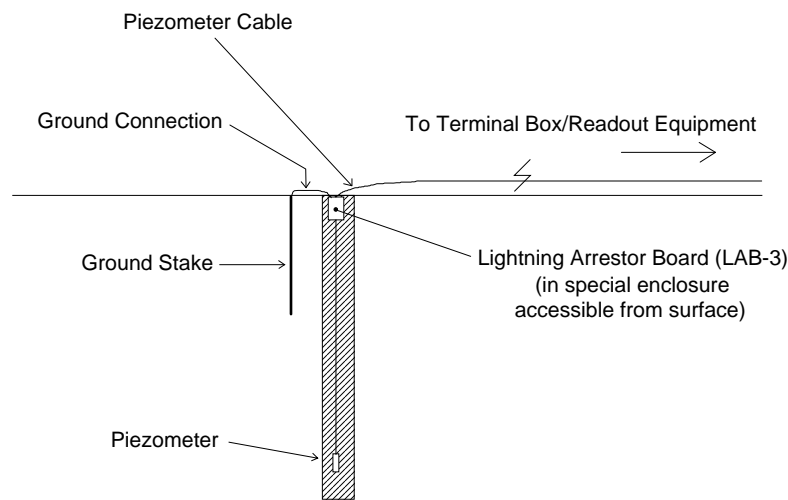 Piezometer Cable
Ground Connection
To Terminal Box/Readout Equipment
Ground Stake
Lightning Arrestor Board (LAB-3)
(in special enclosure
accessible from surface)
Piezometer